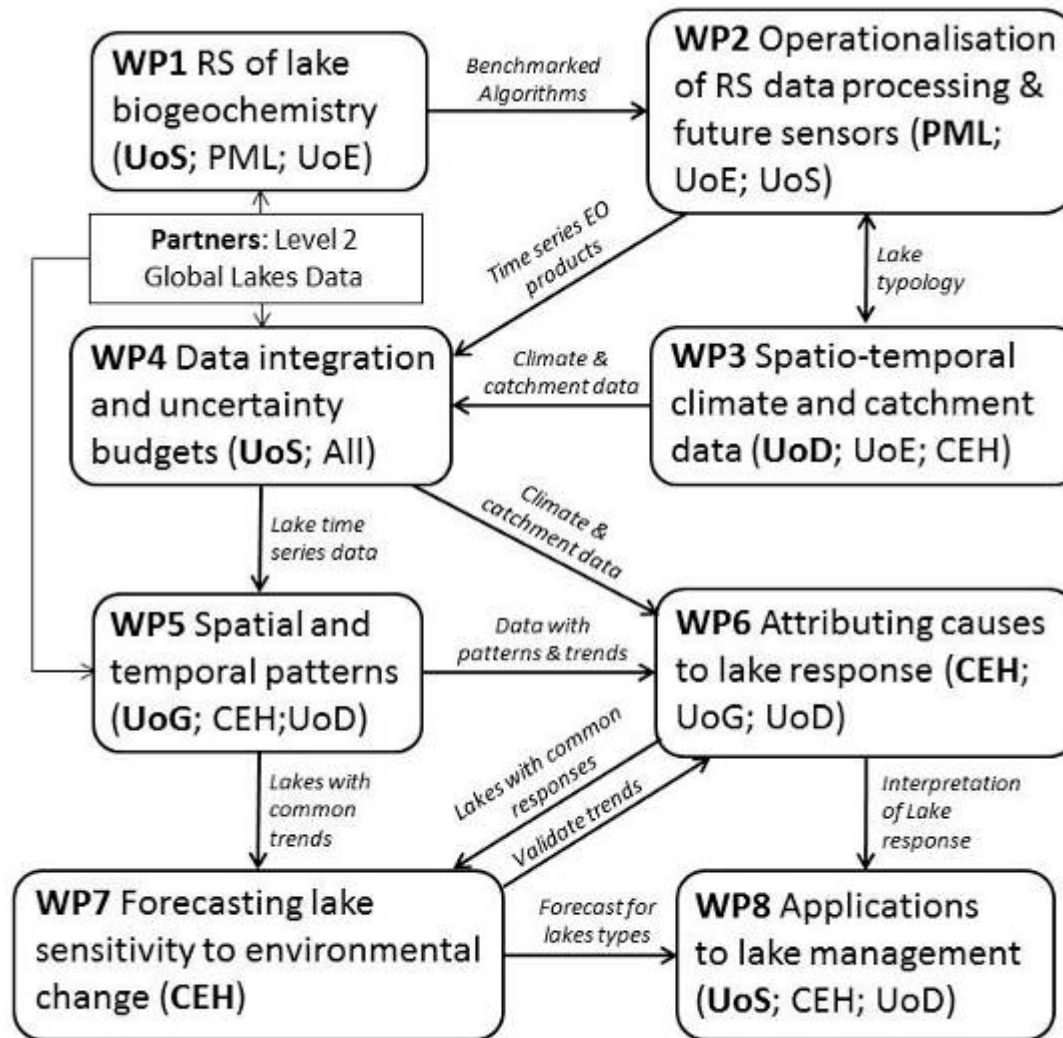 WP1 RS of lake
biogeochemistry
(UoS; PML; UoE)
Benchmarked
Algorithms
WP2 Operationalisation
of RS data processing &
future sensors (PML;
UoE; UoS)
Partners: Level 2
Global Lakes Data
Time series EO
products
Lake
typology
WP4 Data integration
and uncertainty
budgets (UoS; All)
Climate &
catchment data
WP3 Spatio-temporal
climate and catchment
data (UoD; UoE; CEH)
Lake time
series data
Climate &
catchment data
WP5 Spatial and
temporal patterns
(UoG; CEH;UoD)
Data with
patterns & trends
WP6 Attributing causes
to lake response (CEH;
UoG; UoD)
Lakes with
common
trends
Lakes with common
responses
Validate trends
Interpretation
of Lake
response
WP7 Forecasting lake
sensitivity to environmental
change (CEH)
Forecast for
lakes types
WP8 Applications
to lake management
(UoS; CEH; UoD)